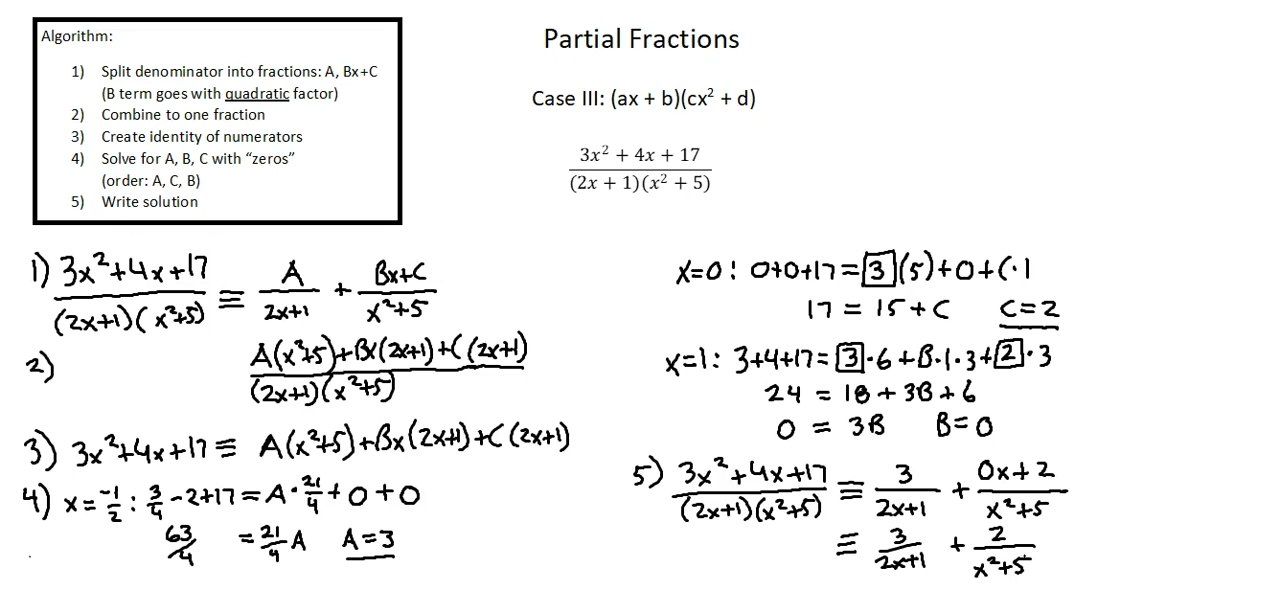 Algorithm:
1) Split denominator into fractions: A, Bx+C
(B term goes with quadratic factor)
2) Combine to one fraction
3) Create identity of numerators
4) Solve for A, B, C with “zeros”
(order: A, C, B)
5) Write solution
Partial Fractions
Case III: (ax + b)(cx² + d)
3x² + 4x + 17
(2x + 1)(x² + 5)
1) 3x²+4x+17 / (2x+1)(x²+5) ≡ A / 2x+1 + Bx+C / x²+5
2) A(x²+5)+Bx(2x+1)+C(2x+1) / (2x+1)(x²+5)
3) 3x²+4x+17 ≡ A(x²+5)+Bx(2x+1)+C(2x+1)
4) x=-1/2 : 3/4 -2+17 = A·21/4 + 0 + 0
63/4 = 21/4 A A=3
x=0: 0+0+17=3(5)+0+C·1
17 = 15+C C=2
x=1: 3+4+17=3·6+B·1·3+2·3
24 = 18+3B+6
0 = 3B B=0
5) 3x²+4x+17 / (2x+1)(x²+5) ≡ 3 / 2x+1 + 0x+2 / x²+5
≡ 3 / 2x+1 + 2 / x²+5